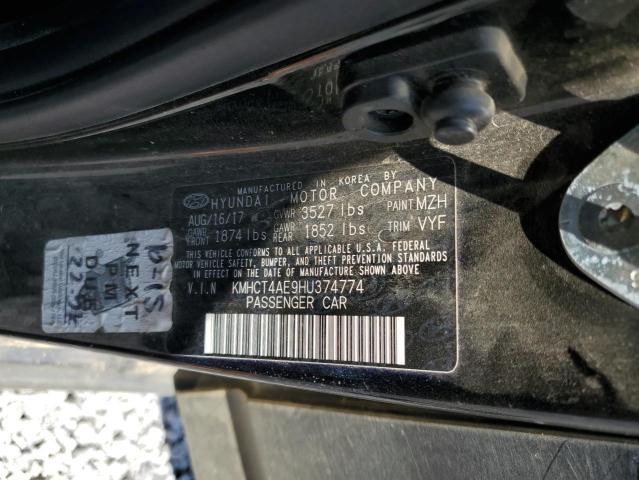 MANUFACTURED IN KOREA BY
HYUNDAI MOTOR COMPANY
AUG/16/17 GVWR 3527 lbs PAINT MZH
GAWR FRONT 1874 lbs GAWR REAR 1852 lbs TRIM VYF
THIS VEHICLE CONFORMS TO ALL APPLICABLE U.S.A. FEDERAL
MOTOR VEHICLE SAFETY, BUMPER, AND THEFT PREVENTION STANDARDS
IN EFFECT ON THE DATE OF MANUFACTURE SHOWN ABOVE.
V.I.N KMHCT4AE9HU374774
PASSENGER CAR
NEXT
PM
DUE